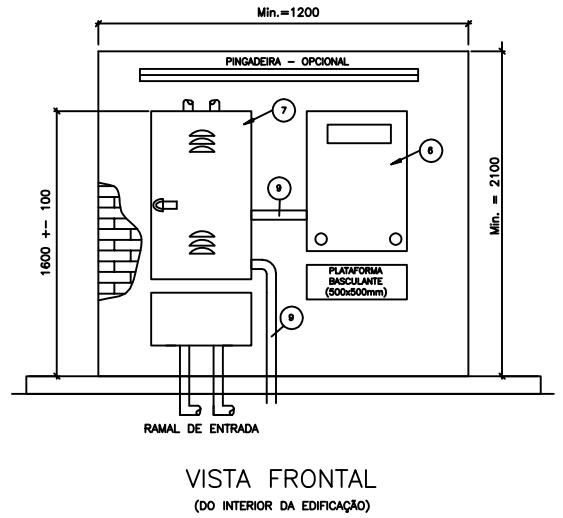 Min.=1200
PINGADEIRA - OPCIONAL
7
6
9
1600 +- 100
Min. = 2100
PLATAFORMA
BASCULANTE
(500x500mm)
9
RAMAL DE ENTRADA
VISTA FRONTAL
(DO INTERIOR DA EDIFICAÇÃO)